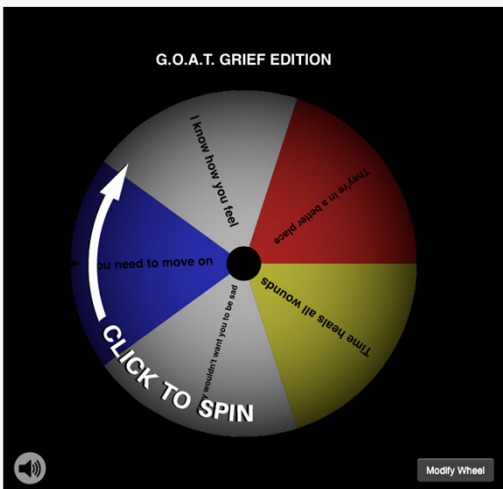 G.O.A.T. GRIEF EDITION
I know how you feel
They're in a better place
need to move on
Time heals all wounds
wouldn't want you to be sad
CLICK TO SPIN
Modify Wheel